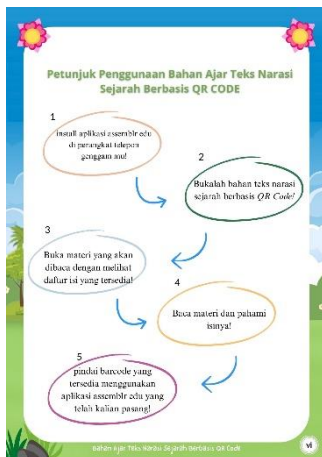 Petunjuk Penggunaan Bahan Ajar Teks Narasi
Sejarah Berbasis QR CODE
1
install aplikasi assemblr edu
di perangkat telepon
genggam mu!
2
Bukalah bahan teks narasi
sejarah berbasis QR Code!
3
Buka materi yang akan
dibaca dengan melihat
daftar isi yang tersedia!
4
Baca materi dan pahami
isinya!
5
pindai barcode yang
tersedia menggunakan
aplikasi assemblr edu yang
telah kalian pasang!
Bahan Ajar Teks Narasi Sejarah Berbasis QR Code
vi